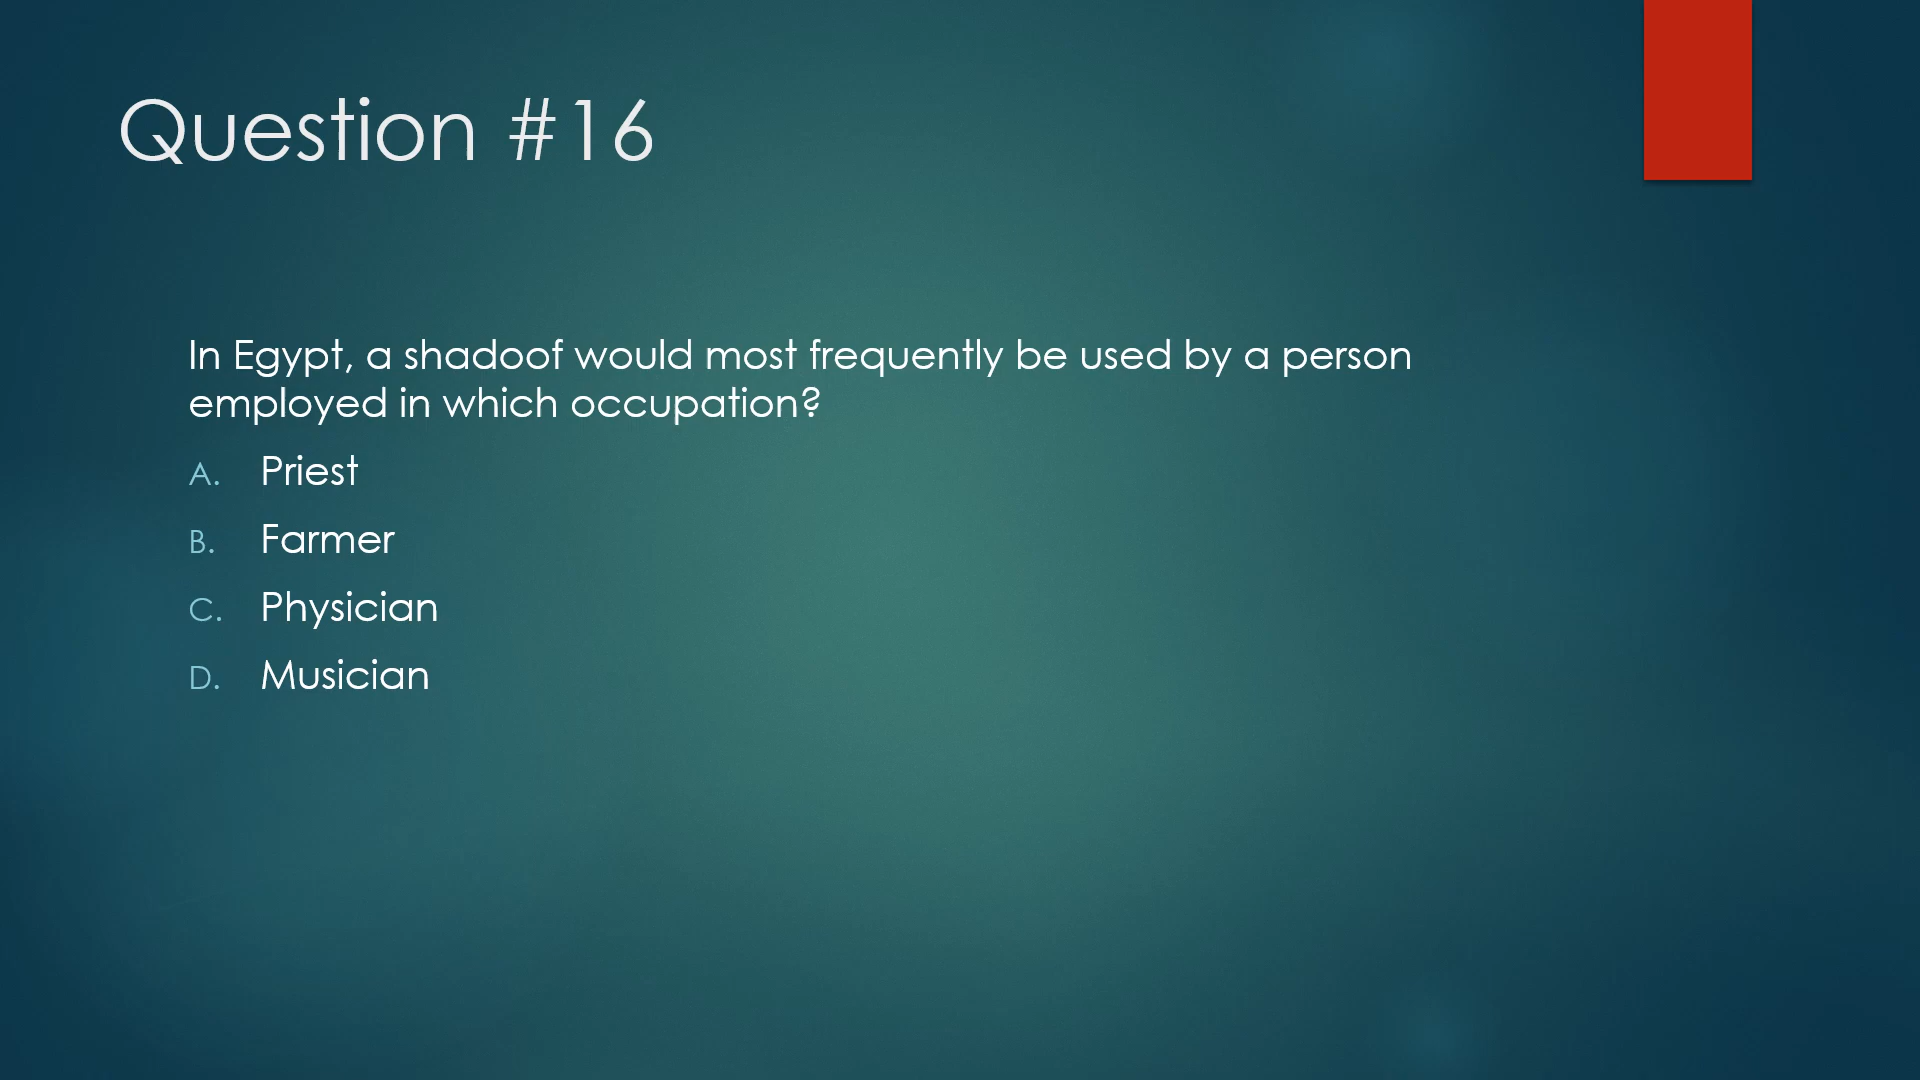 Question #16
In Egypt, a shadoof would most frequently be used by a person
employed in which occupation?
A. Priest
B. Farmer
C. Physician
D. Musician